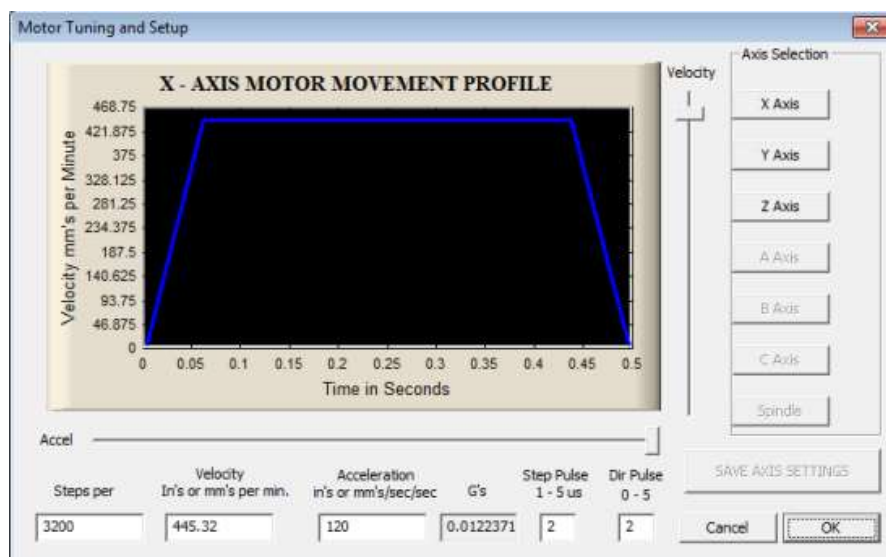 Motor Tuning and Setup
X - AXIS MOTOR MOVEMENT PROFILE
Velocity mm's per Minute
468.75
421.875
375
328.125
281.25
234.375
187.5
140.625
93.75
46.875
0
0 0.05 0.1 0.15 0.2 0.25 0.3 0.35 0.4 0.45 0.5
Time in Seconds
Velocity
Axis Selection
X Axis
Y Axis
Z Axis
A Axis
B Axis
C Axis
Spindle
Accel
Steps per
3200
Velocity
In's or mm's per min.
445.32
Acceleration
in's or mm's/sec/sec
120
G's
0.0122371
Step Pulse
1 - 5 us
2
Dir Pulse
0 - 5
2
SAVE AXIS SETTINGS
Cancel
OK